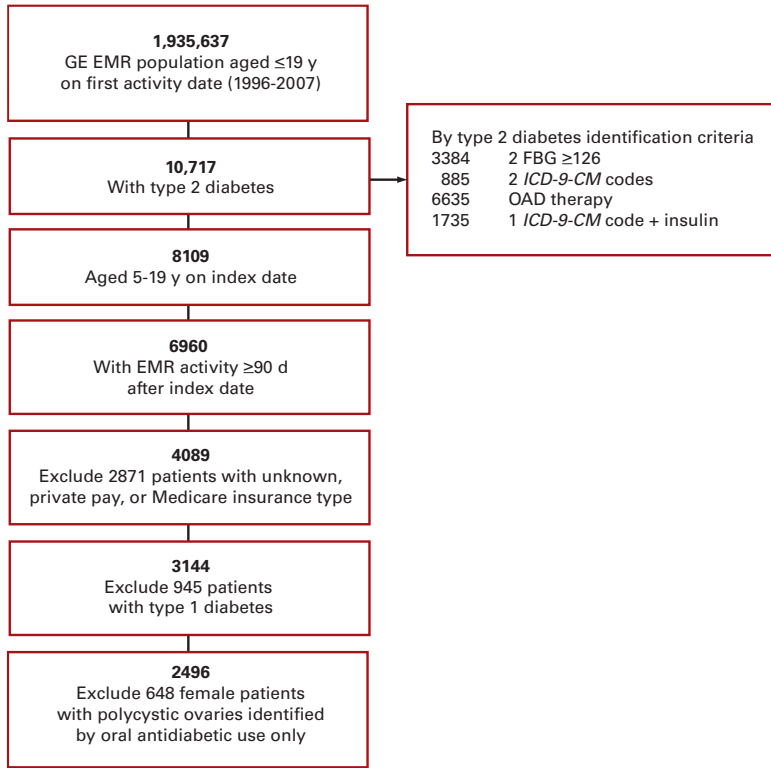 1,935,637
GE EMR population aged ≤19 y
on first activity date (1996-2007)
10,717
With type 2 diabetes
By type 2 diabetes identification criteria
3384 2 FBG ≥126
885 2 ICD-9-CM codes
6635 OAD therapy
1735 1 ICD-9-CM code + insulin
8109
Aged 5-19 y on index date
6960
With EMR activity ≥90 d
after index date
4089
Exclude 2871 patients with unknown,
private pay, or Medicare insurance type
3144
Exclude 945 patients
with type 1 diabetes
2496
Exclude 648 female patients
with polycystic ovaries identified
by oral antidiabetic use only